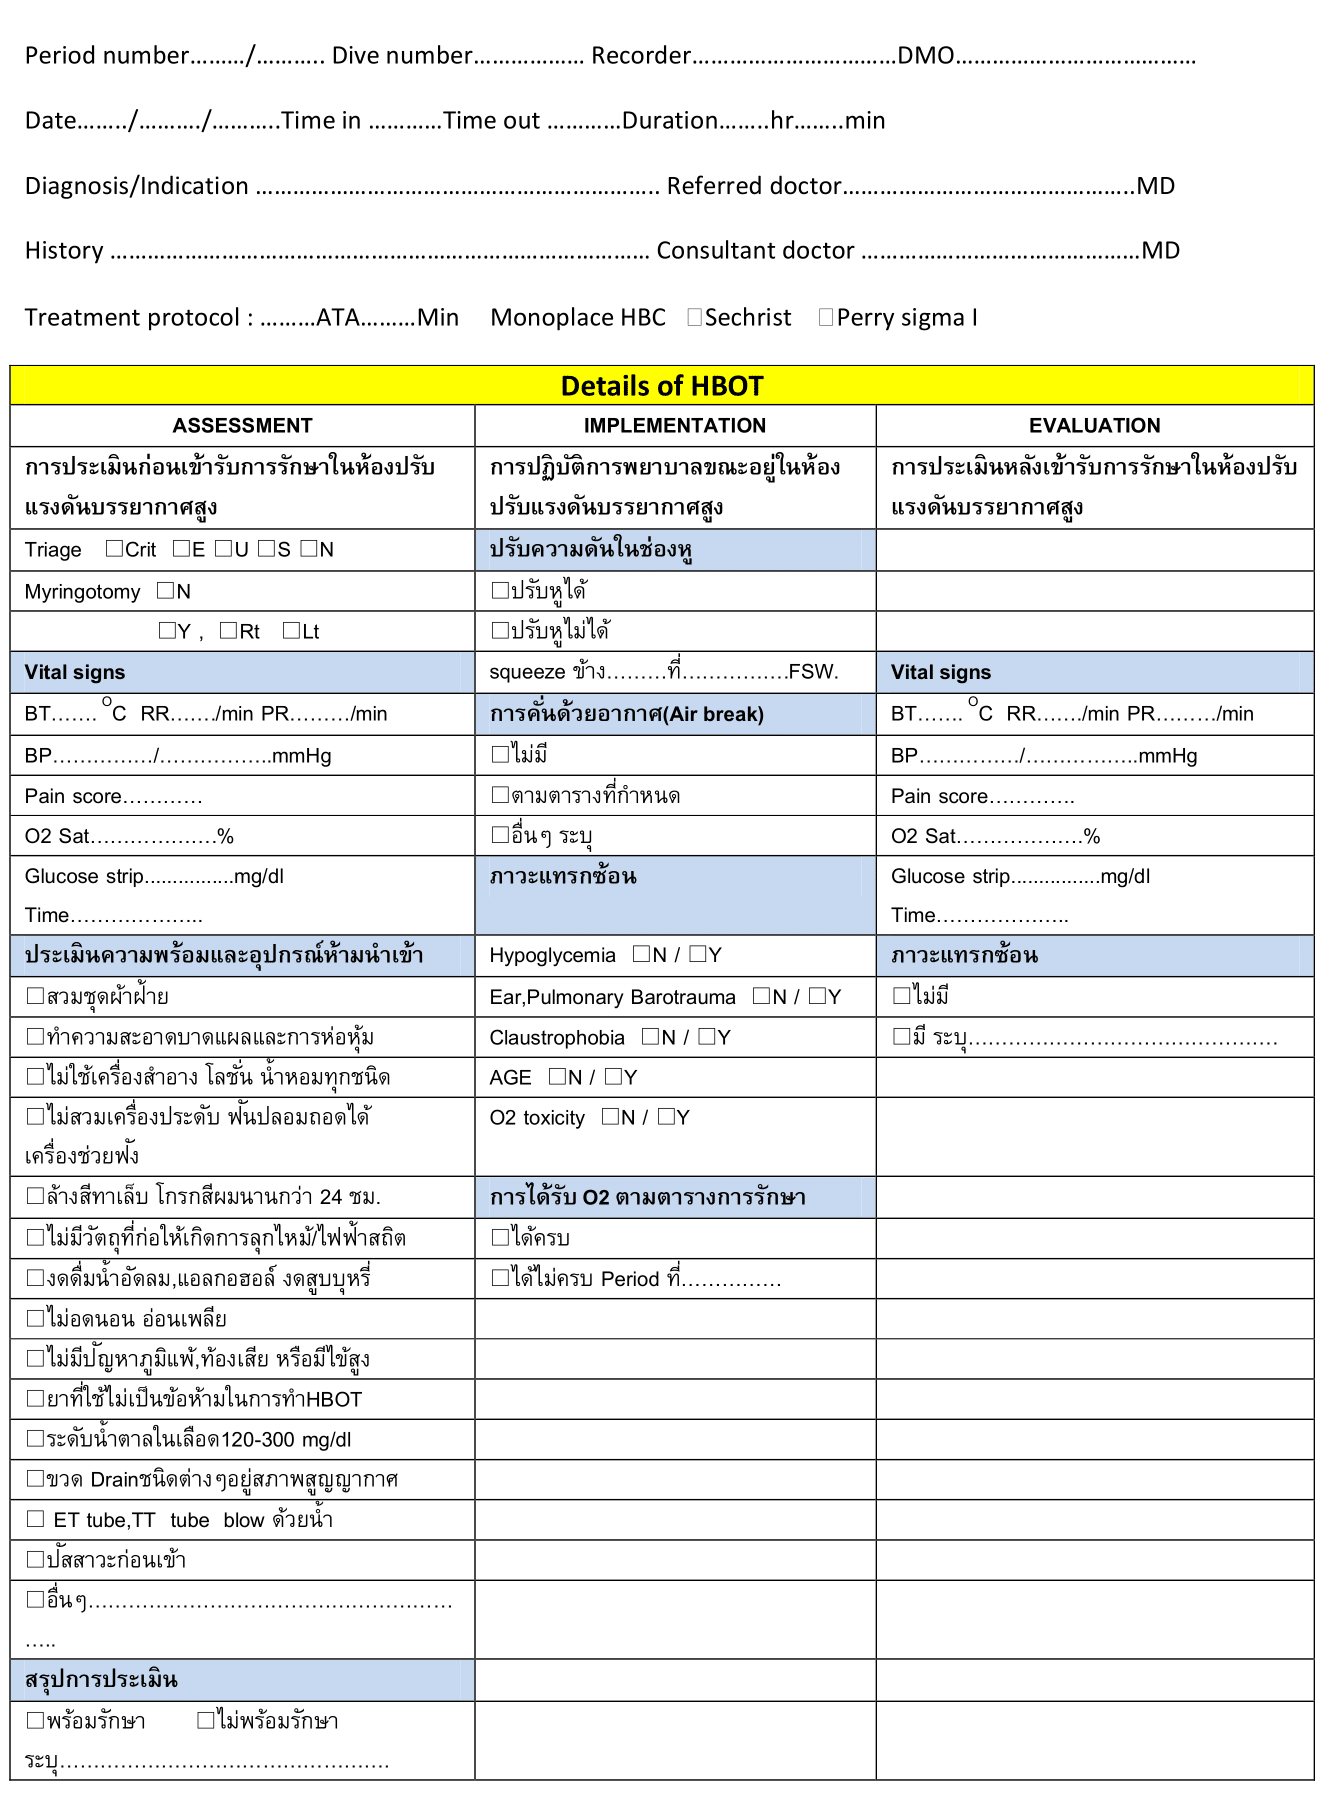 Period number………/……….. Dive number……………… Recorder……………………………DMO…………………………………
Date……../………./………..Time in …………Time out …………Duration……..hr……..min
Diagnosis/Indication ……………………………………………………….. Referred doctor………………………………………..MD
History …………………………………………………………………………… Consultant doctor ………………………………………MD
Treatment protocol : ………ATA………Min Monoplace HBC □Sechrist □Perry sigma I
Details of HBOT
ASSESSMENT IMPLEMENTATION EVALUATION
การประเมินก่อนเข้ารับการรักษาในห้องปรับ การปฏิบัติการพยาบาลขณะอยู่ในห้อง การประเมินหลังเข้ารับการรักษาในห้องปรับ
แรงดันบรรยากาศสูง ปรับแรงดันบรรยากาศสูง แรงดันบรรยากาศสูง
Triage □Crit □E □U □S □N ปรับความดันในช่องหู
Myringotomy □N □ปรับหูได้
□Y , □Rt □Lt □ปรับหูไม่ได้
Vital signs squeeze ข้าง………ที่…………….FSW. Vital signs
BT……. OC RR……./min PR………/min การคั่นด้วยอากาศ(Air break) BT……. OC RR……./min PR………/min
BP……………/……………..mmHg □ไม่มี BP……………/……………..mmHg
Pain score………… □ตามตารางที่กำหนด Pain score………….
O2 Sat……………….% □อื่นๆ ระบุ O2 Sat……………….%
Glucose strip................mg/dl ภาวะแทรกซ้อน Glucose strip................mg/dl
Time……………….. Time………………..
ประเมินความพร้อมและอุปกรณ์ห้ามนำเข้า Hypoglycemia □N / □Y ภาวะแทรกซ้อน
□สวมชุดผ้าฝ้าย Ear,Pulmonary Barotrauma □N / □Y □ไม่มี
□ทำความสะอาดบาดแผลและการห่อหุ้ม Claustrophobia □N / □Y □มี ระบุ……………………………………….
□ไม่ใช้เครื่องสำอาง โลชั่น น้ำหอมทุกชนิด AGE □N / □Y
□ไม่สวมเครื่องประดับ ฟันปลอมถอดได้ O2 toxicity □N / □Y
เครื่องช่วยฟัง
□ล้างสีทาเล็บ โกรกสีผมนานกว่า 24 ชม. การได้รับ O2 ตามตารางการรักษา
□ไม่มีวัตถุที่ก่อให้เกิดการลุกไหม้/ไฟฟ้าสถิต □ได้ครบ
□งดดื่มน้ำอัดลม,แอลกอฮอล์ งดสูบบุหรี่ □ได้ไม่ครบ Period ที่……………
□ไม่อดนอน อ่อนเพลีย
□ไม่มีปัญหาภูมิแพ้,ท้องเสีย หรือมีไข้สูง
□ยาที่ใช้ไม่เป็นข้อห้ามในการทำHBOT
□ระดับน้ำตาลในเลือด120-300 mg/dl
□ขวด Drainชนิดต่างๆอยู่สภาพสูญญากาศ
□ ET tube,TT tube blow ด้วยน้ำ
□ปัสสาวะก่อนเข้า
□อื่นๆ………………………………………………
…..
สรุปการประเมิน
□พร้อมรักษา □ไม่พร้อมรักษา
ระบุ………………………………………….